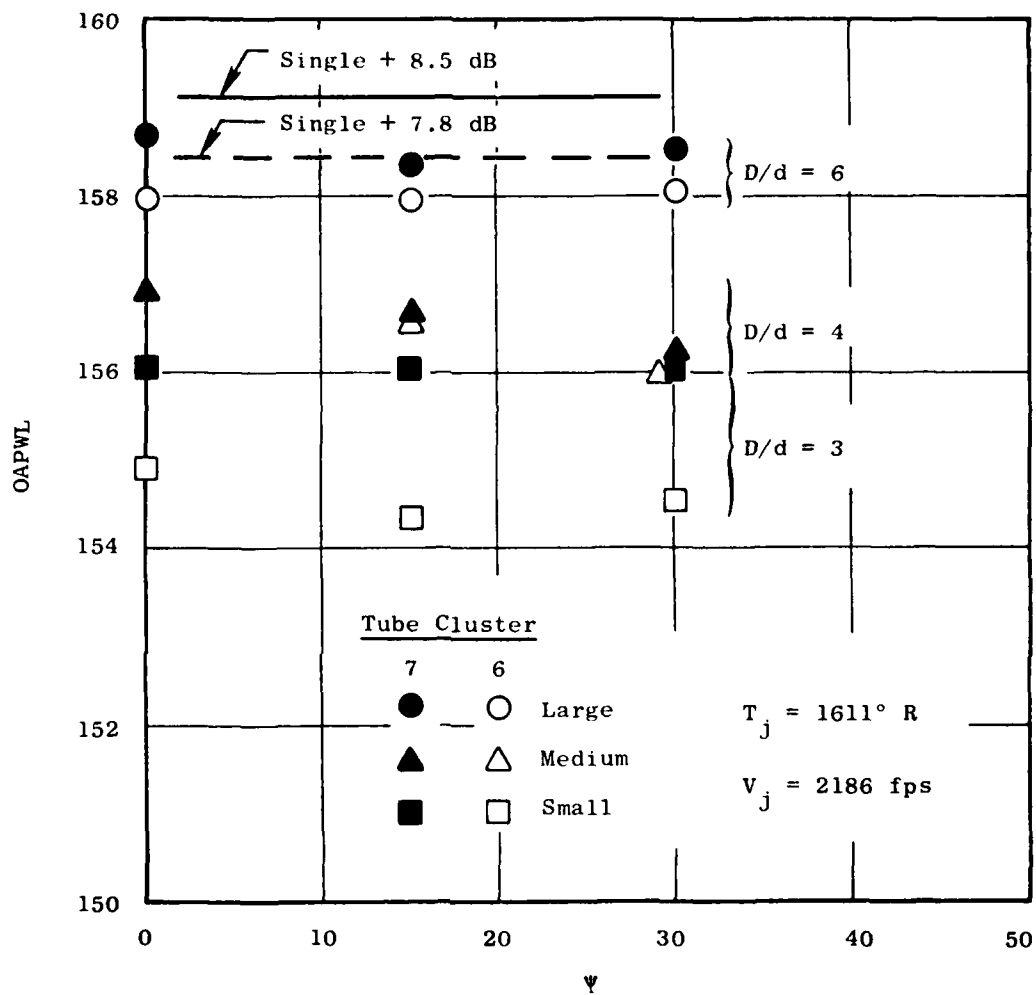 160
Single + 8.5 dB
Single + 7.8 dB
D/d = 6
158
D/d = 4
156
OAPWL
D/d = 3
154
Tube Cluster
7 6
Large
T_j = 1611° R
152
Medium
V_j = 2186 fps
Small
150
0 10 20 30 40 50
Ψ